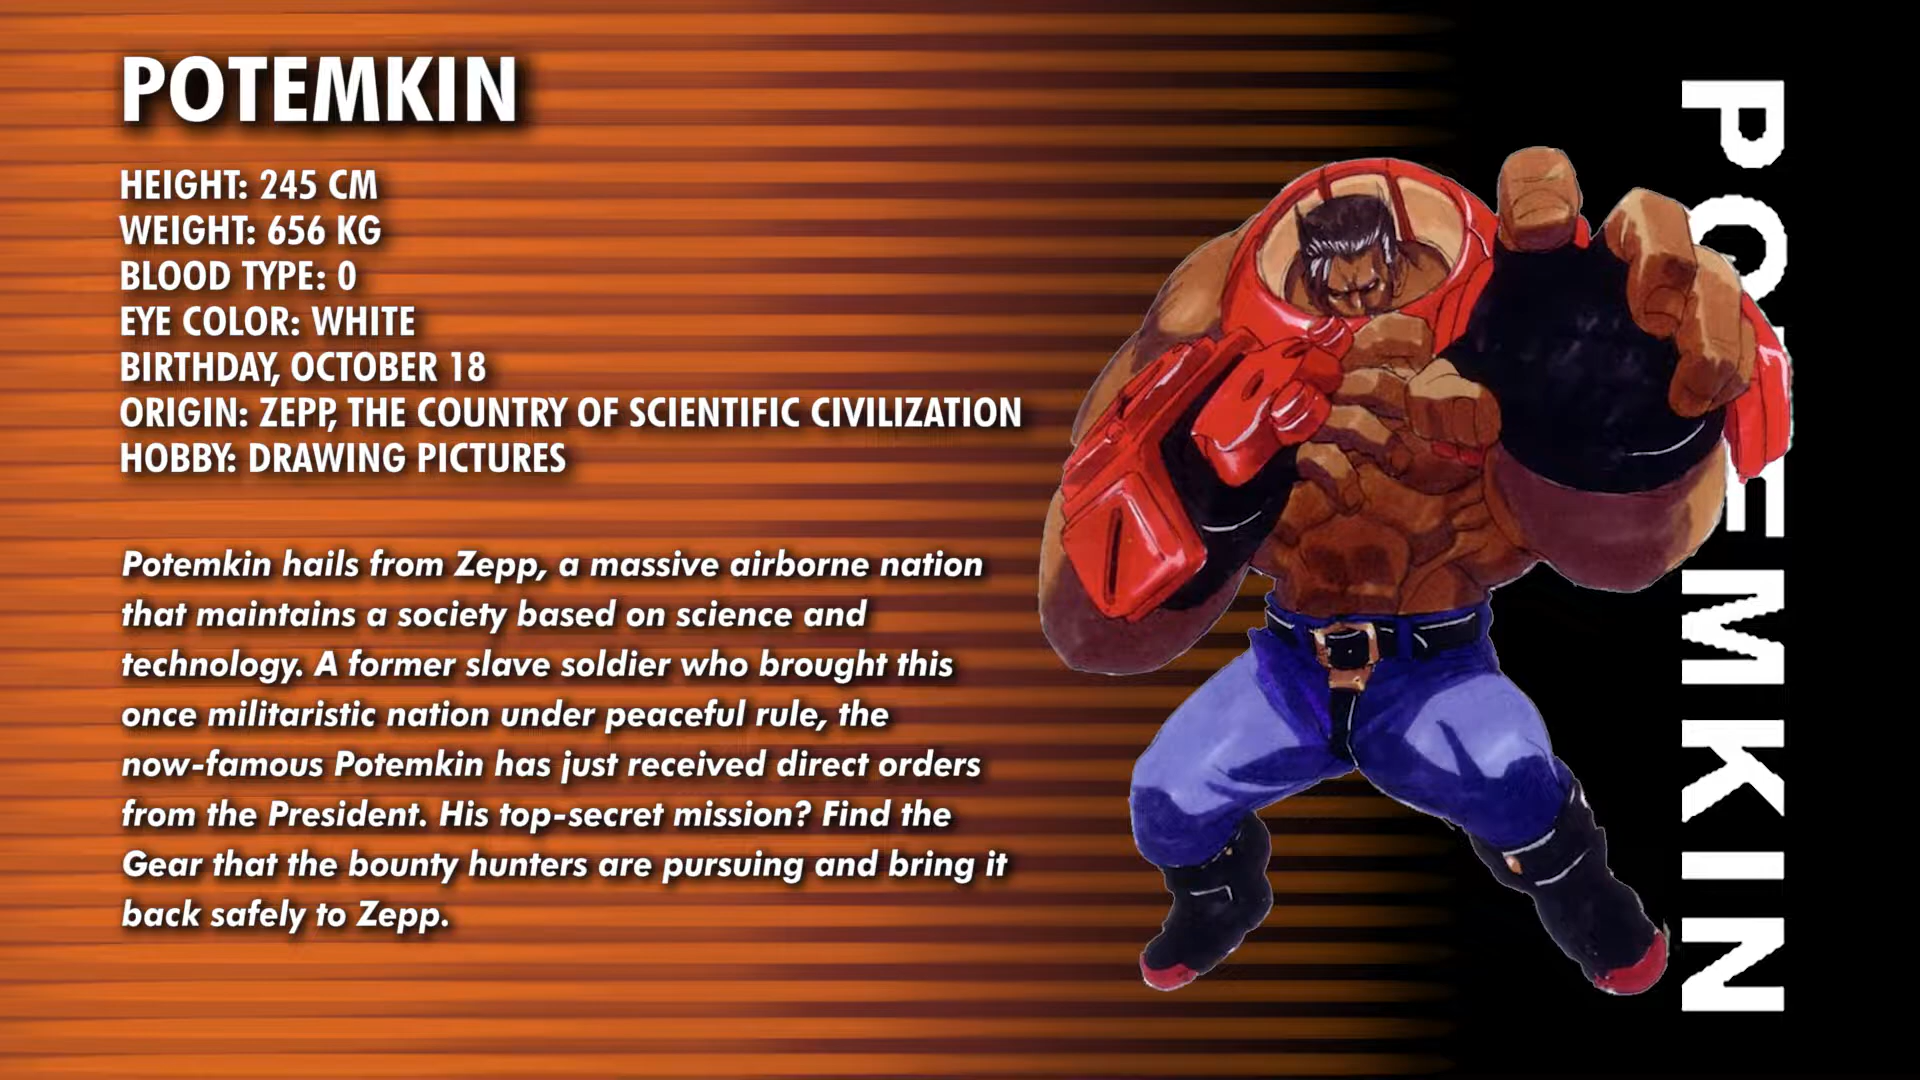 POTEMKIN
HEIGHT: 245 CM
WEIGHT: 656 KG
BLOOD TYPE: 0
EYE COLOR: WHITE
BIRTHDAY, OCTOBER 18
ORIGIN: ZEPP, THE COUNTRY OF SCIENTIFIC CIVILIZATION
HOBBY: DRAWING PICTURES
Potemkin hails from Zepp, a massive airborne nation
that maintains a society based on science and
technology. A former slave soldier who brought this
once militaristic nation under peaceful rule, the
now-famous Potemkin has just received direct orders
from the President. His top-secret mission? Find the
Gear that the bounty hunters are pursuing and bring it
back safely to Zepp.
POTEMKIN